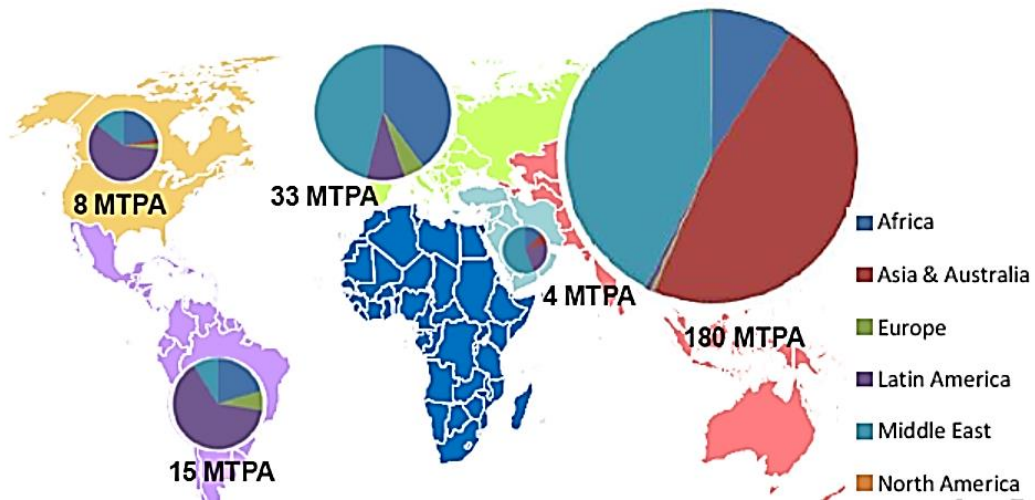 8 MTPA
33 MTPA
4 MTPA
180 MTPA
15 MTPA
Africa
Asia & Australia
Europe
Latin America
Middle East
North America